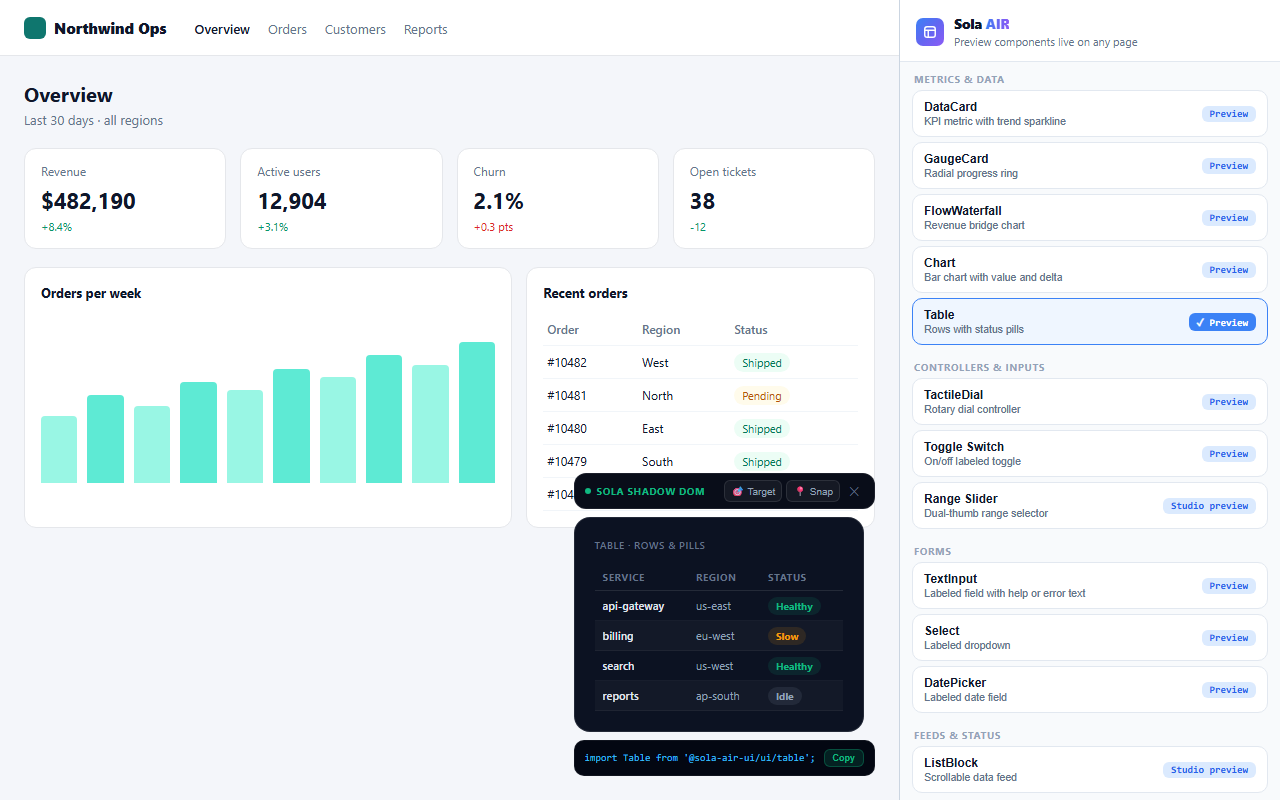 Northwind Ops
Overview
Orders
Customers
Reports
Overview
Last 30 days · all regions
Revenue
$482,190
+8.4%
Active users
12,904
+3.1%
Churn
2.1%
+0.3 pts
Open tickets
38
-12
Orders per week
Recent orders
Order Region Status
#10482 West Shipped
#10481 North Pending
#10480 East Shipped
#10479 South Shipped
#104
SOLA SHADOW DOM
🎯 Target
📍 Snap
TABLE · ROWS & PILLS
SERVICE REGION STATUS
api-gateway us-east Healthy
billing eu-west Slow
search us-west Healthy
reports ap-south Idle
import Table from '@sola-air-ui/ui/table';
Copy
Sola AIR
Preview components live on any page
METRICS & DATA
DataCard
KPI metric with trend sparkline
Preview
GaugeCard
Radial progress ring
Preview
FlowWaterfall
Revenue bridge chart
Preview
Chart
Bar chart with value and delta
Preview
Table
Rows with status pills
✓ Preview
CONTROLLERS & INPUTS
TactileDial
Rotary dial controller
Preview
Toggle Switch
On/off labeled toggle
Preview
Range Slider
Dual-thumb range selector
Studio preview
FORMS
TextInput
Labeled field with help or error text
Preview
Select
Labeled dropdown
Preview
DatePicker
Labeled date field
Preview
FEEDS & STATUS
ListBlock
Scrollable data feed
Studio preview